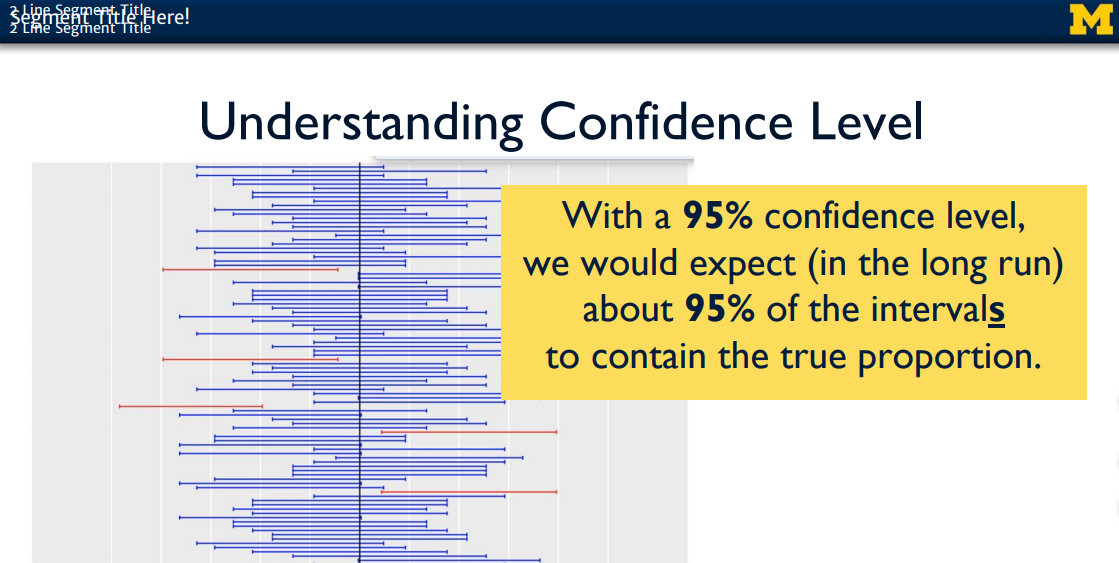 2 Line Segment Title
Segment Title Here!
2 Line Segment Title
M
Understanding Confidence Level
With a 95% confidence level,
we would expect (in the long run)
about 95% of the intervals
to contain the true proportion.